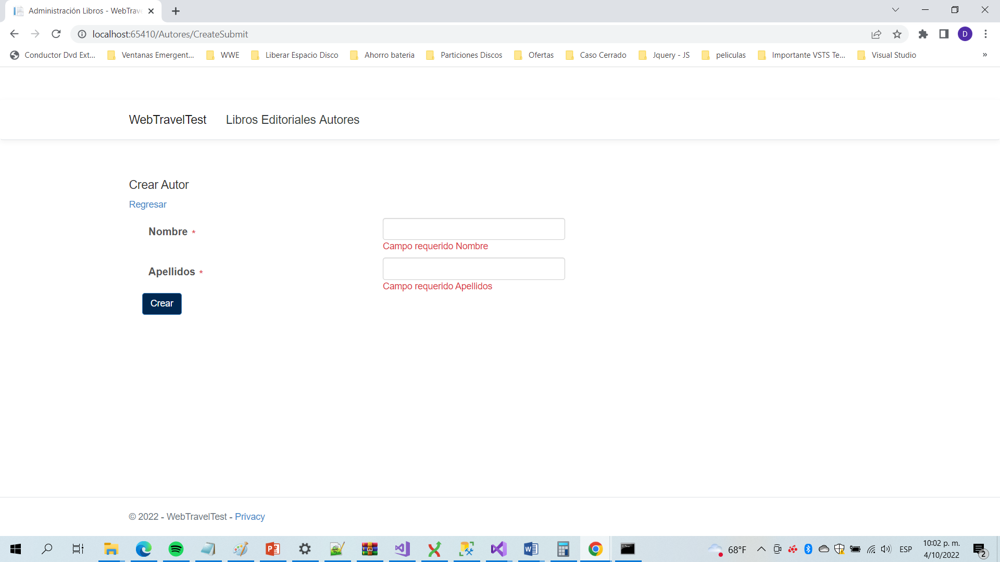 Administración Libros - WebTrave
localhost:65410/Autores/CreateSubmit
D
Conductor Dvd Ext... Ventanas Emergent... WWE Liberar Espacio Disco Ahorro bateria Particiones Discos Ofertas Caso Cerrado Jquery - JS peliculas Importante VSTS Te... Visual Studio »
WebTravelTest Libros Editoriales Autores
Crear Autor
Regresar
Nombre *
Campo requerido Nombre
Apellidos *
Campo requerido Apellidos
Crear
© 2022 - WebTravelTest - Privacy
68°F ESP 10:02 p. m.
4/10/2022
2